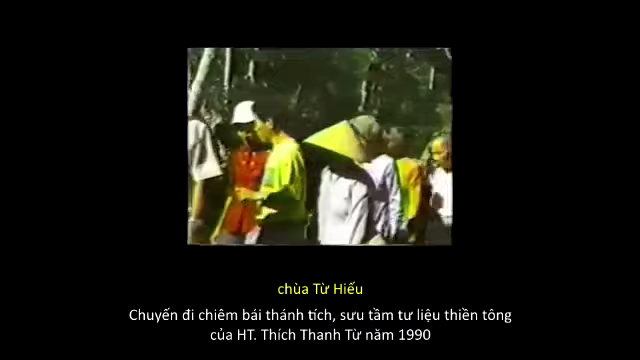 chùa Từ Hiếu
Chuyến đi chiêm bái thánh tích, sưu tầm tư liệu thiền tông
của HT. Thích Thanh Từ năm 1990